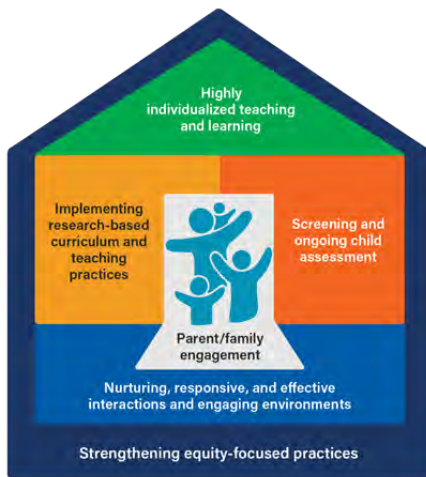 Highly
individualized teaching
and learning
Implementing
research-based
curriculum and
teaching
practices
Screening and
ongoing child
assessment
Parent/family
engagement
Nurturing, responsive, and effective
interactions and engaging environments
Strengthening equity-focused practices